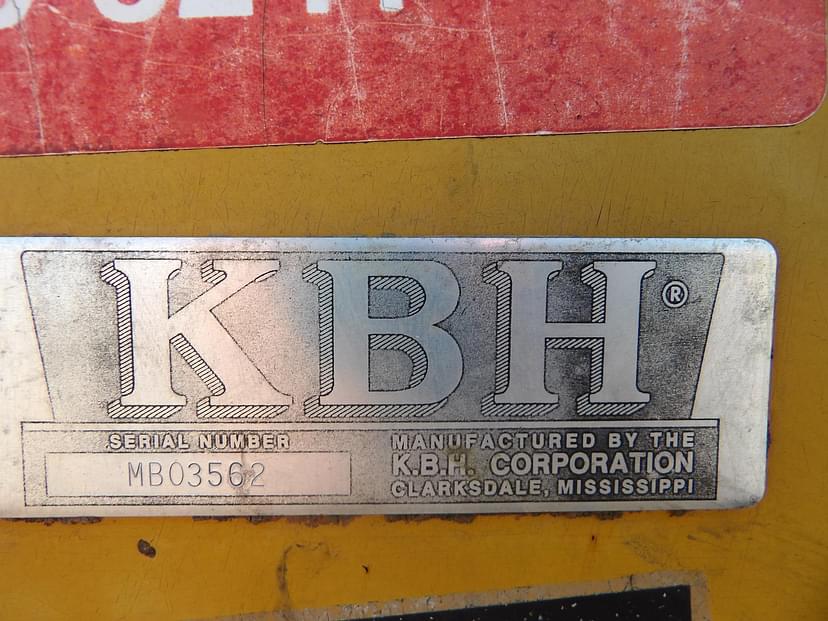 KBH®
SERIAL NUMBER
MB03562
MANUFACTURED BY THE
K.B.H. CORPORATION
CLARKSDALE, MISSISSIPPI